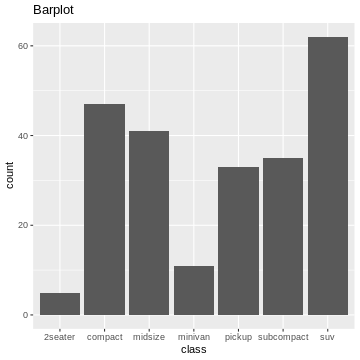 Barplot
60
40
20
0
count
2seater compact midsize minivan pickup subcompact suv
class